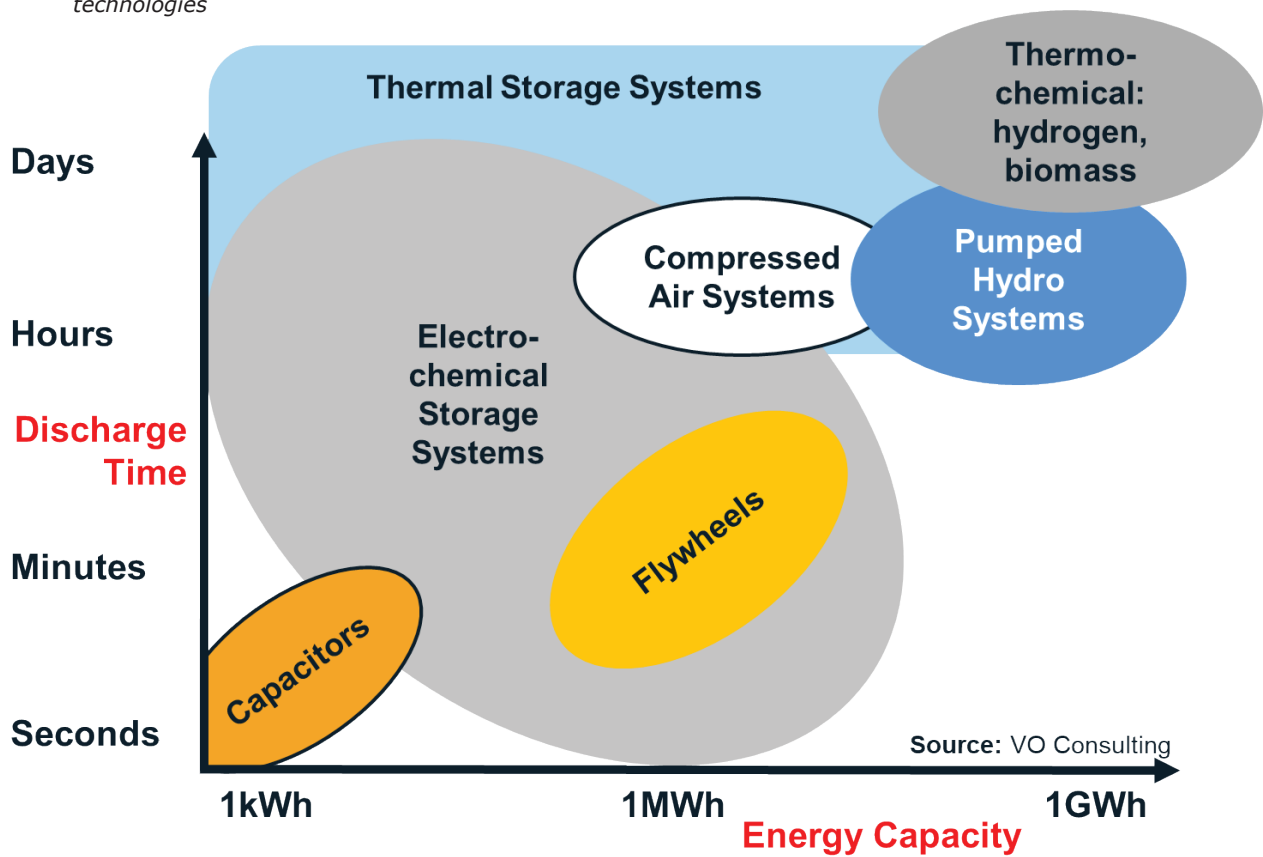 technologies
Thermal Storage Systems
Thermo-
chemical:
hydrogen,
biomass
Days
Compressed
Air Systems
Pumped
Hydro
Systems
Hours
Electro-
chemical
Storage
Systems
Discharge
Time
Flywheels
Minutes
Capacitors
Seconds
Source: VO Consulting
1kWh
1MWh
1GWh
Energy Capacity